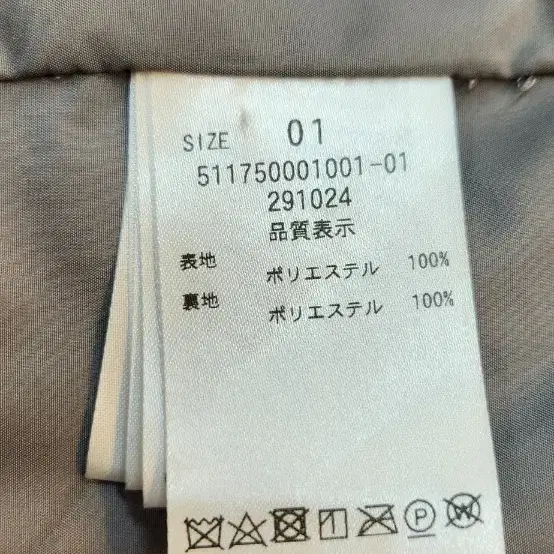 SIZE 01
511750001001-01
291024
品質表示
表地 ポリエステル 100%
裏地 ポリエステル 100%
P W